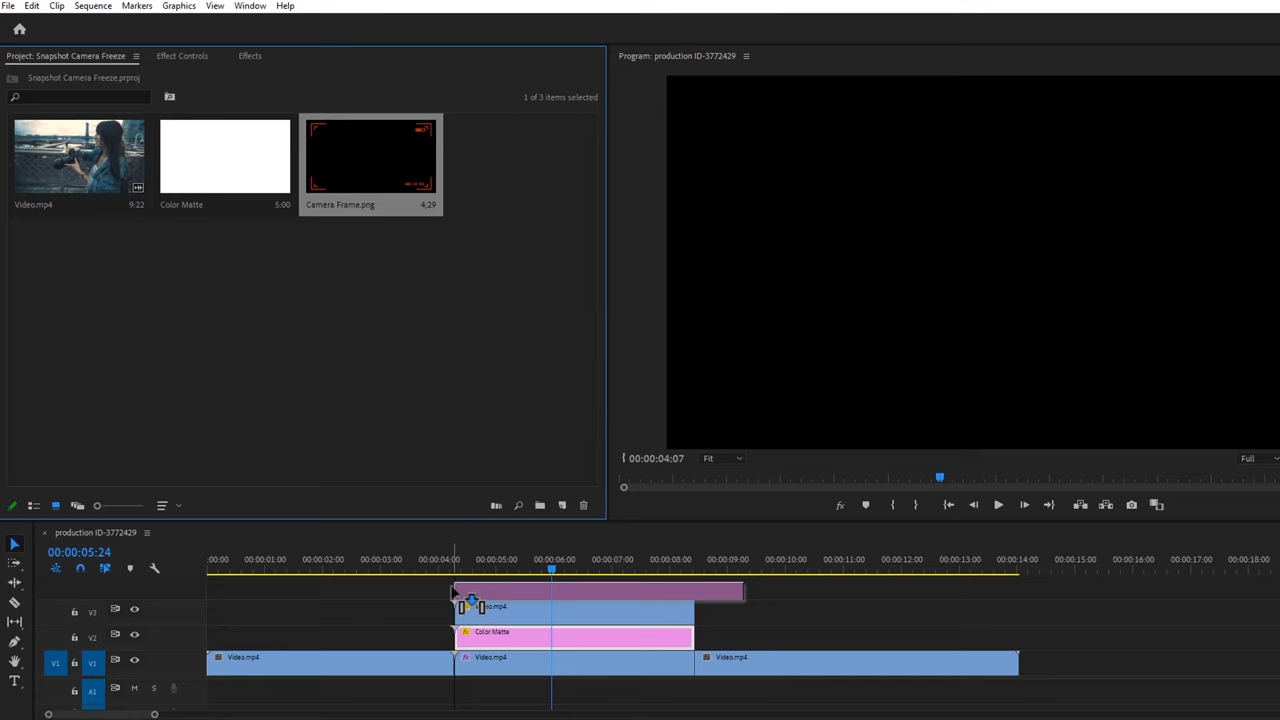 File Edit Clip Sequence Markers Graphics View Window Help
Project: Snapshot Camera Freeze Effect Controls Effects
Program: production ID-3772429
Snapshot Camera Freeze.prproj
1 of 3 items selected
Video.mp4 9:22
Color Matte 5:00
Camera Frame.png 4;29
00:00:04:07 Fit Full
× production ID-3772429
00:00:05:24
:00:00 00:00:01:00 00:00:02:00 00:00:03:00 00:00:04:00 00:00:05:00 00:00:06:00 00:00:07:00 00:00:08:00 00:00:09:00 00:00:10:00 00:00:11:00 00:00:12:00 00:00:13:00 00:00:14:00 00:00:15:00 00:00:16:00 00:00:17:00 00:00:18:00
V3
V2 fx Color Matte
V1 V1 Video.mp4 fx Video.mp4 Video.mp4
A1 M S